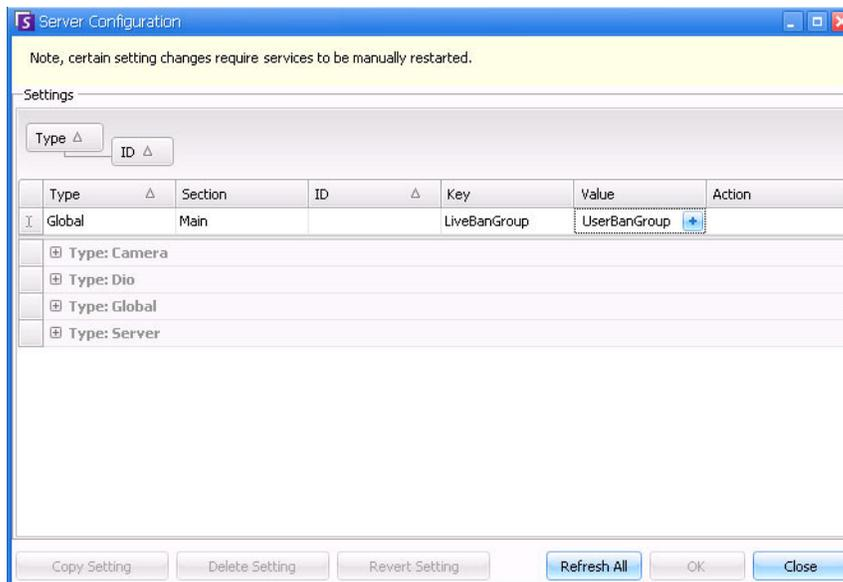 Server Configuration
Note, certain setting changes require services to be manually restarted.
Settings
Type
ID
Type Section ID Key Value Action
Global Main LiveBanGroup UserBanGroup
Type: Camera
Type: Dio
Type: Global
Type: Server
Copy Setting Delete Setting Revert Setting Refresh All OK Close